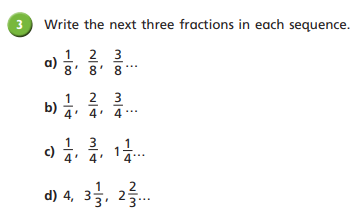 3 Write the next three fractions in each sequence.
a) 1/8, 2/8, 3/8...
b) 1/4, 2/4, 3/4...
c) 1/4, 3/4, 1 1/4...
d) 4, 3 1/3, 2 2/3...